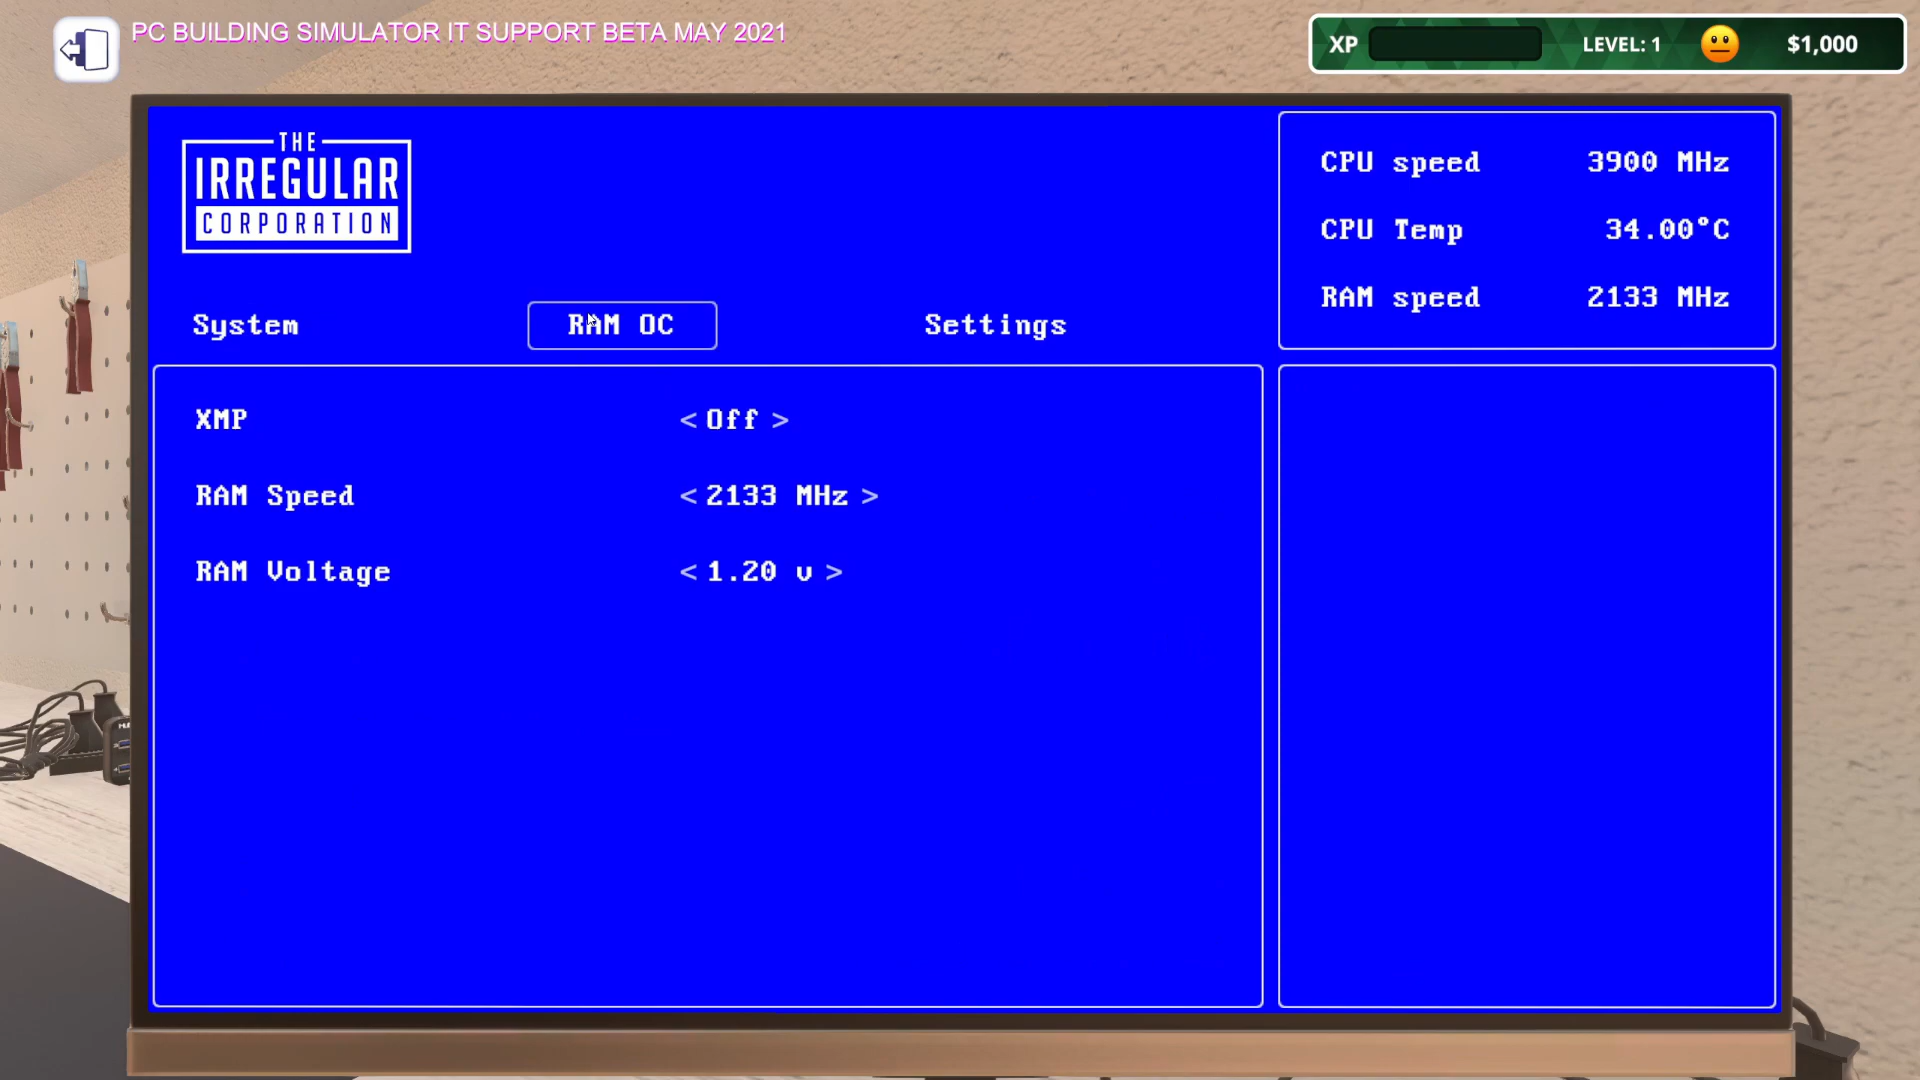 PC BUILDING SIMULATOR IT SUPPORT BETA MAY 2021
XP
LEVEL: 1
$1,000
THE
IRREGULAR
CORPORATION
CPU speed 3900 MHz
CPU Temp 34.00°C
RAM speed 2133 MHz
System
RAM OC
Settings
XMP < Off >
RAM Speed < 2133 MHz >
RAM Voltage < 1.20 v >